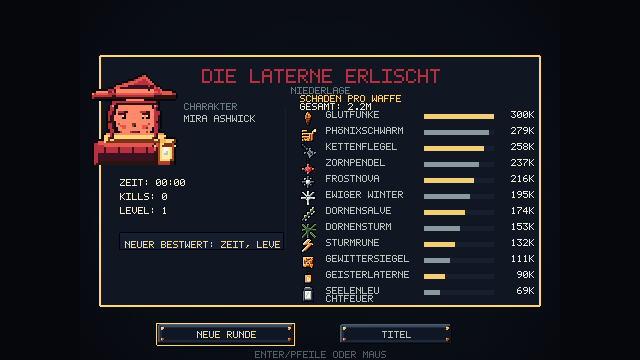 DIE LATERNE ERLISCHT
NIEDERLAGE
CHARAKTER
MIRA ASHWICK
ZEIT: 00:00
KILLS: 0
LEVEL: 1
NEUER BESTWERT: ZEIT, LEVE
SCHADEN PRO WAFFE
GESAMT: 2.2M
GLUTFUNKE 300K
PHÖNIXSCHWARM 279K
KETTENFLEGEL 258K
ZORNPENDEL 237K
FROSTNOVA 216K
EWIGER WINTER 195K
DORNENSALVE 174K
DORNENSTURM 153K
STURMRUNE 132K
GEWITTERSIEGEL 111K
GEISTERLATERNE 90K
SEELENLEU 69K
CHTFEUER
NEUE RUNDE
TITEL
ENTER/PFEILE ODER MAUS